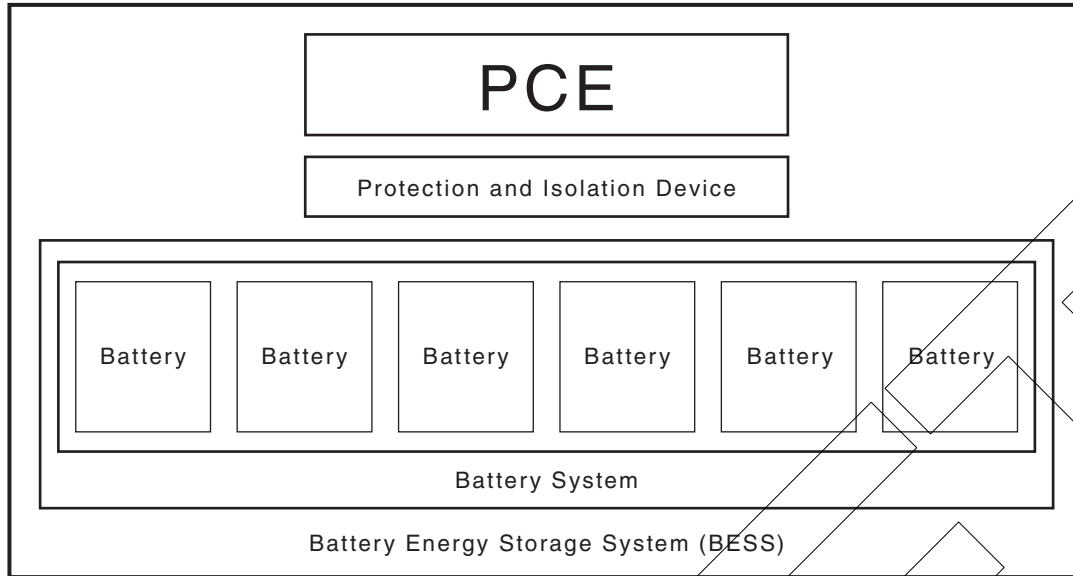 PCE
Protection and Isolation Device
Battery Battery Battery Battery Battery Battery
Battery System
Battery Energy Storage System (BESS)